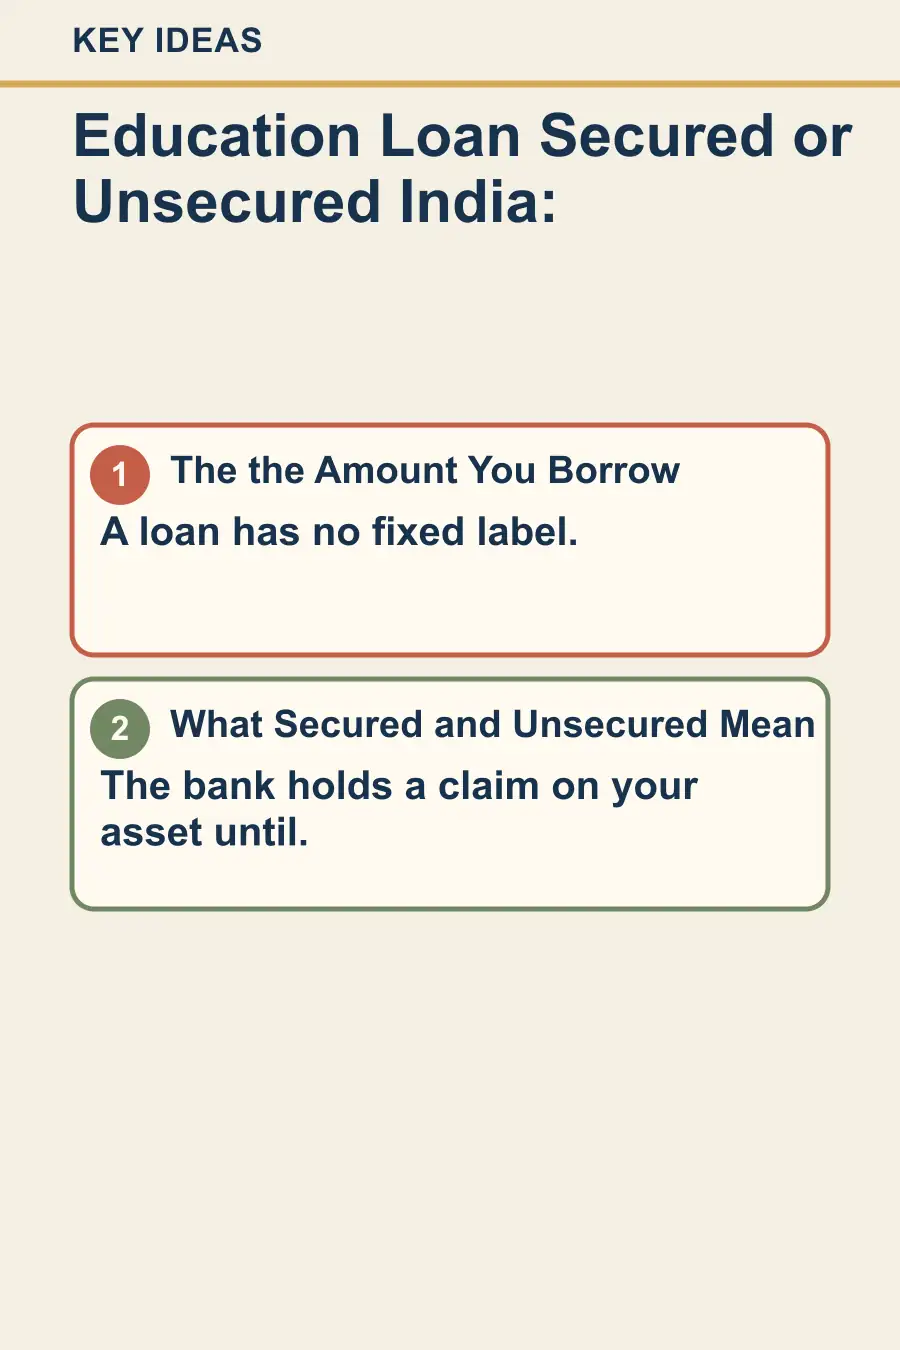 KEY IDEAS
Education Loan Secured or
Unsecured India:
1
The the Amount You Borrow
A loan has no fixed label.
2
What Secured and Unsecured Mean
The bank holds a claim on your
asset until.